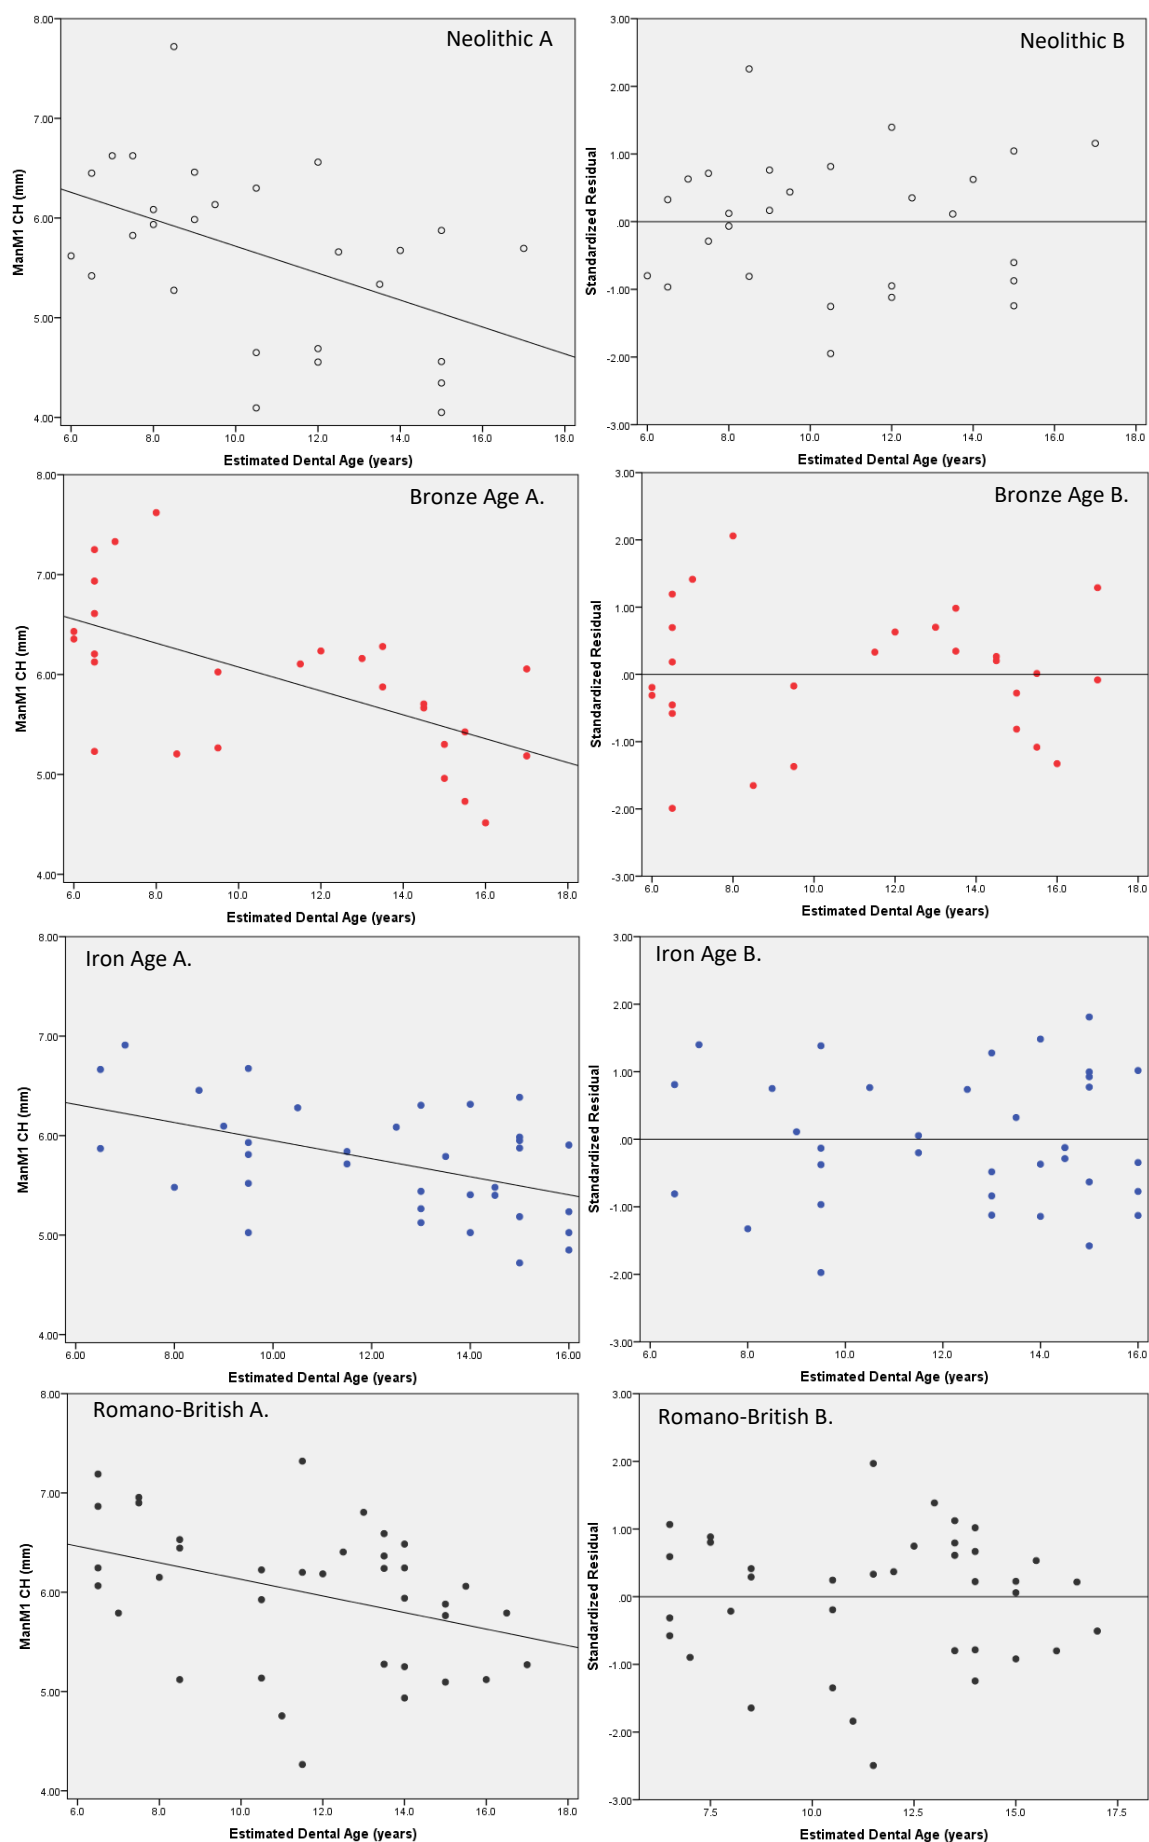 Neolithic A
8.00
7.00
6.00
5.00
4.00
ManM1 CH (mm)
6.0 8.0 10.0 12.0 14.0 16.0 18.0
Estimated Dental Age (years)
Neolithic B
3.00
2.00
1.00
.00
-1.00
-2.00
-3.00
Standardized Residual
6.0 8.0 10.0 12.0 14.0 16.0 18.0
Estimated Dental Age (years)
Bronze Age A.
8.00
7.00
6.00
5.00
4.00
ManM1 CH (mm)
6.0 8.0 10.0 12.0 14.0 16.0 18.0
Estimated Dental Age (years)
Bronze Age B.
3.00
2.00
1.00
.00
-1.00
-2.00
-3.00
Standardized Residual
6.0 8.0 10.0 12.0 14.0 16.0 18.0
Estimated Dental Age (years)
Iron Age A.
8.00
7.00
6.00
5.00
4.00
ManM1 CH (mm)
6.00 8.00 10.00 12.00 14.00 16.00
Estimated Dental Age (years)
Iron Age B.
3.00
2.00
1.00
.00
-1.00
-2.00
-3.00
Standardized Residual
6.0 8.0 10.0 12.0 14.0 16.0
Estimated Dental Age (years)
Romano-British A.
8.00
7.00
6.00
5.00
4.00
ManM1 CH (mm)
6.0 8.0 10.0 12.0 14.0 16.0 18.0
Estimated Dental Age (years)
Romano-British B.
3.00
2.00
1.00
.00
-1.00
-2.00
-3.00
Standardized Residual
7.5 10.0 12.5 15.0 17.5
Estimated Dental Age (years)